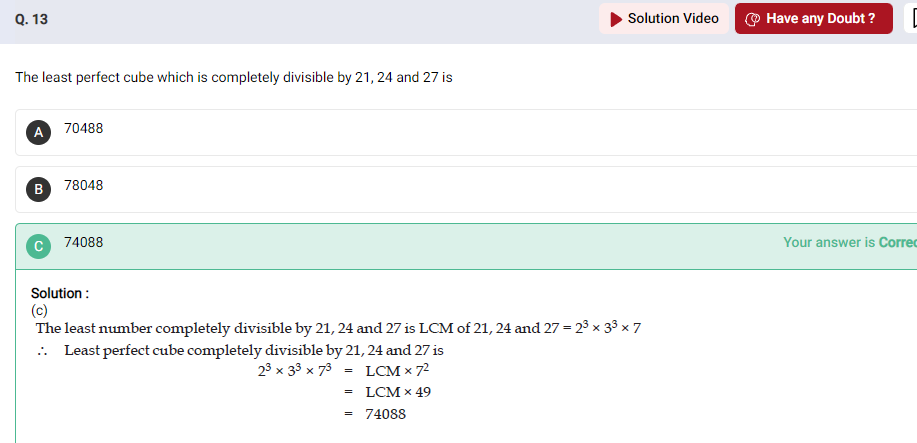 Q. 13
Solution Video
Have any Doubt ?
The least perfect cube which is completely divisible by 21, 24 and 27 is
A 70488
B 78048
C 74088
Your answer is Correc
Solution :
(c)
The least number completely divisible by 21, 24 and 27 is LCM of 21, 24 and 27 = 2³ × 3³ × 7
∴ Least perfect cube completely divisible by 21, 24 and 27 is
2³ × 3³ × 7³ = LCM × 7²
= LCM × 49
= 74088